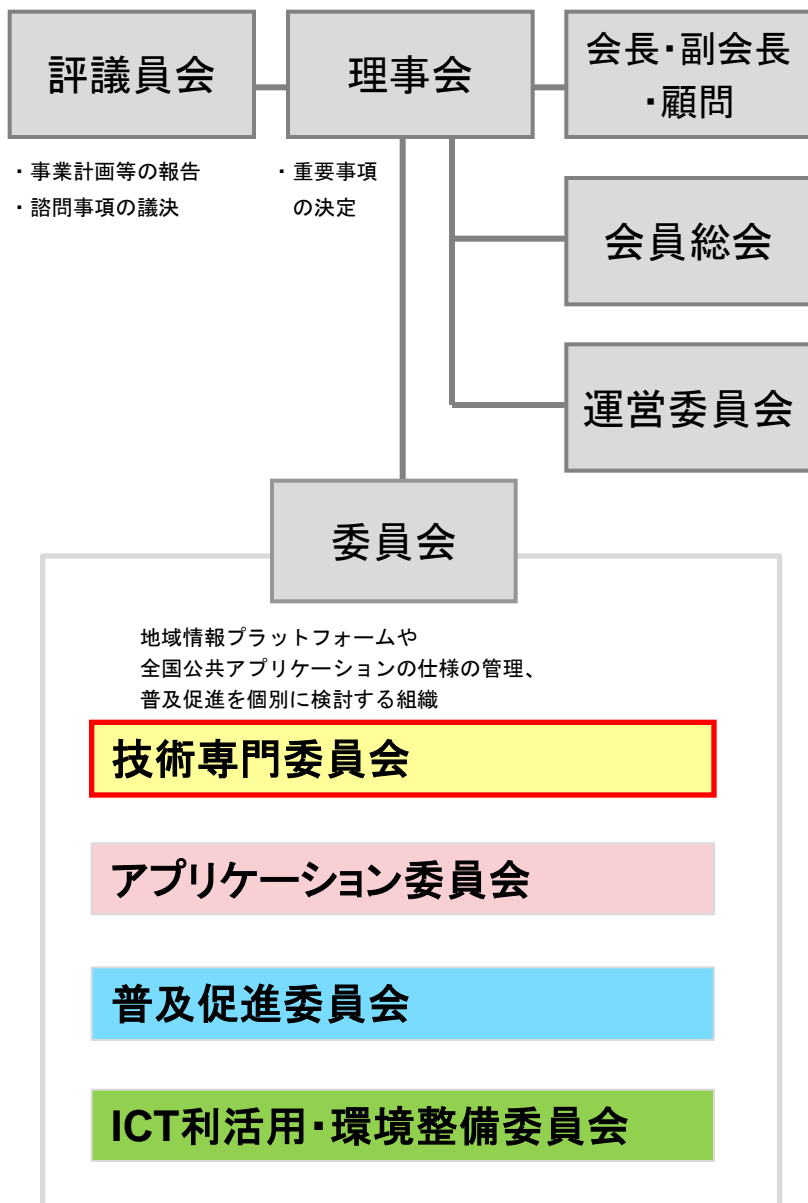 評議員会
理事会
会長・副会長
・顧問
・事業計画等の報告
・諮問事項の議決
・重要事項
の決定
会員総会
運営委員会
委員会
地域情報プラットフォームや
全国公共アプリケーションの仕様の管理、
普及促進を個別に検討する組織
技術専門委員会
アプリケーション委員会
普及促進委員会
ICT利活用・環境整備委員会